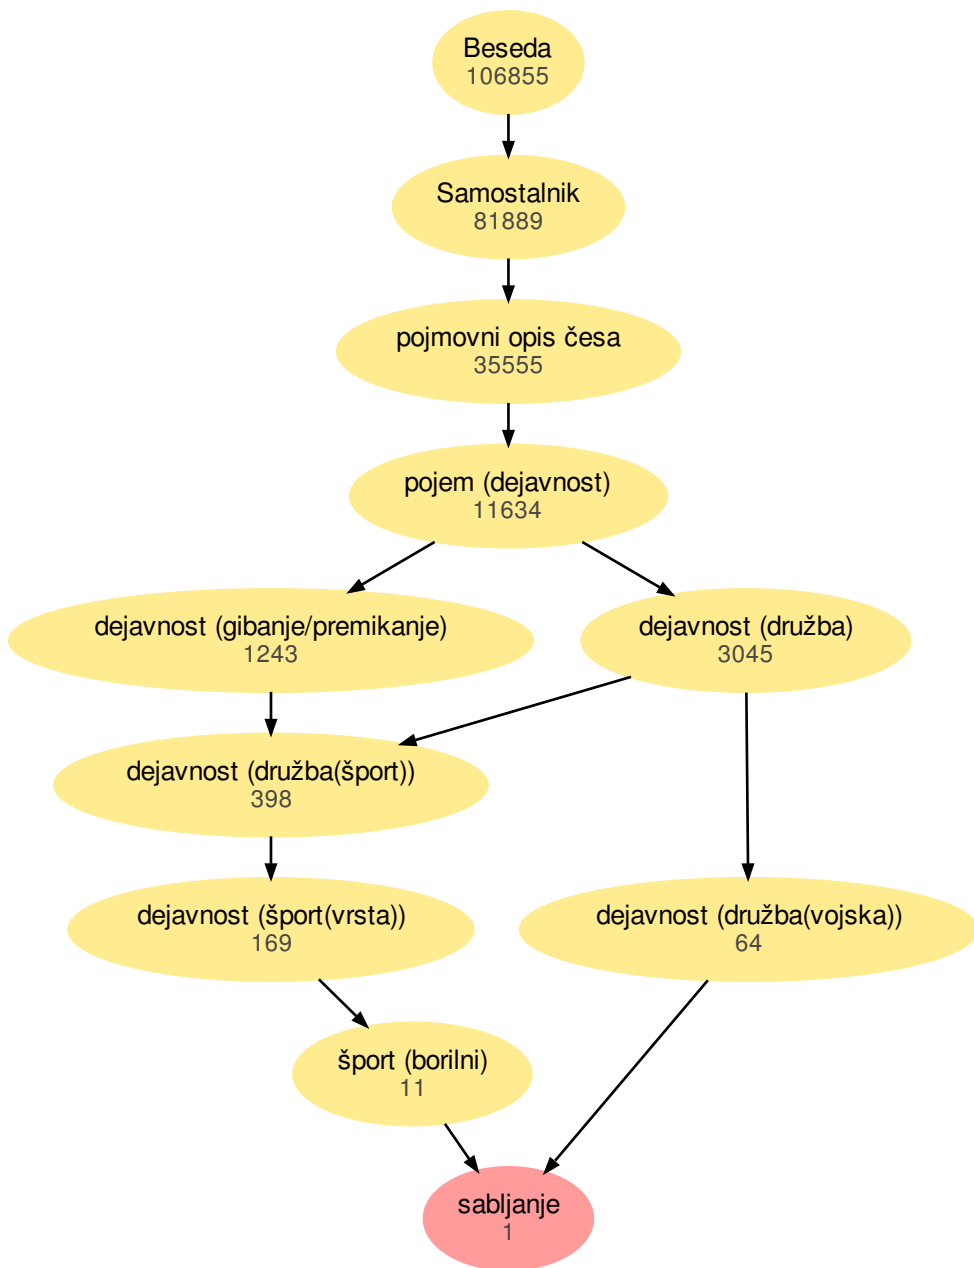 Beseda
106855
Samostalnik
81889
pojmovni opis česa
35555
pojem (dejavnost)
11634
dejavnost (gibanje/premikanje)
1243
dejavnost (družba)
3045
dejavnost (družba(šport))
398
dejavnost (šport(vrsta))
169
dejavnost (družba(vojska))
64
šport (borilni)
11
sabljanje
1